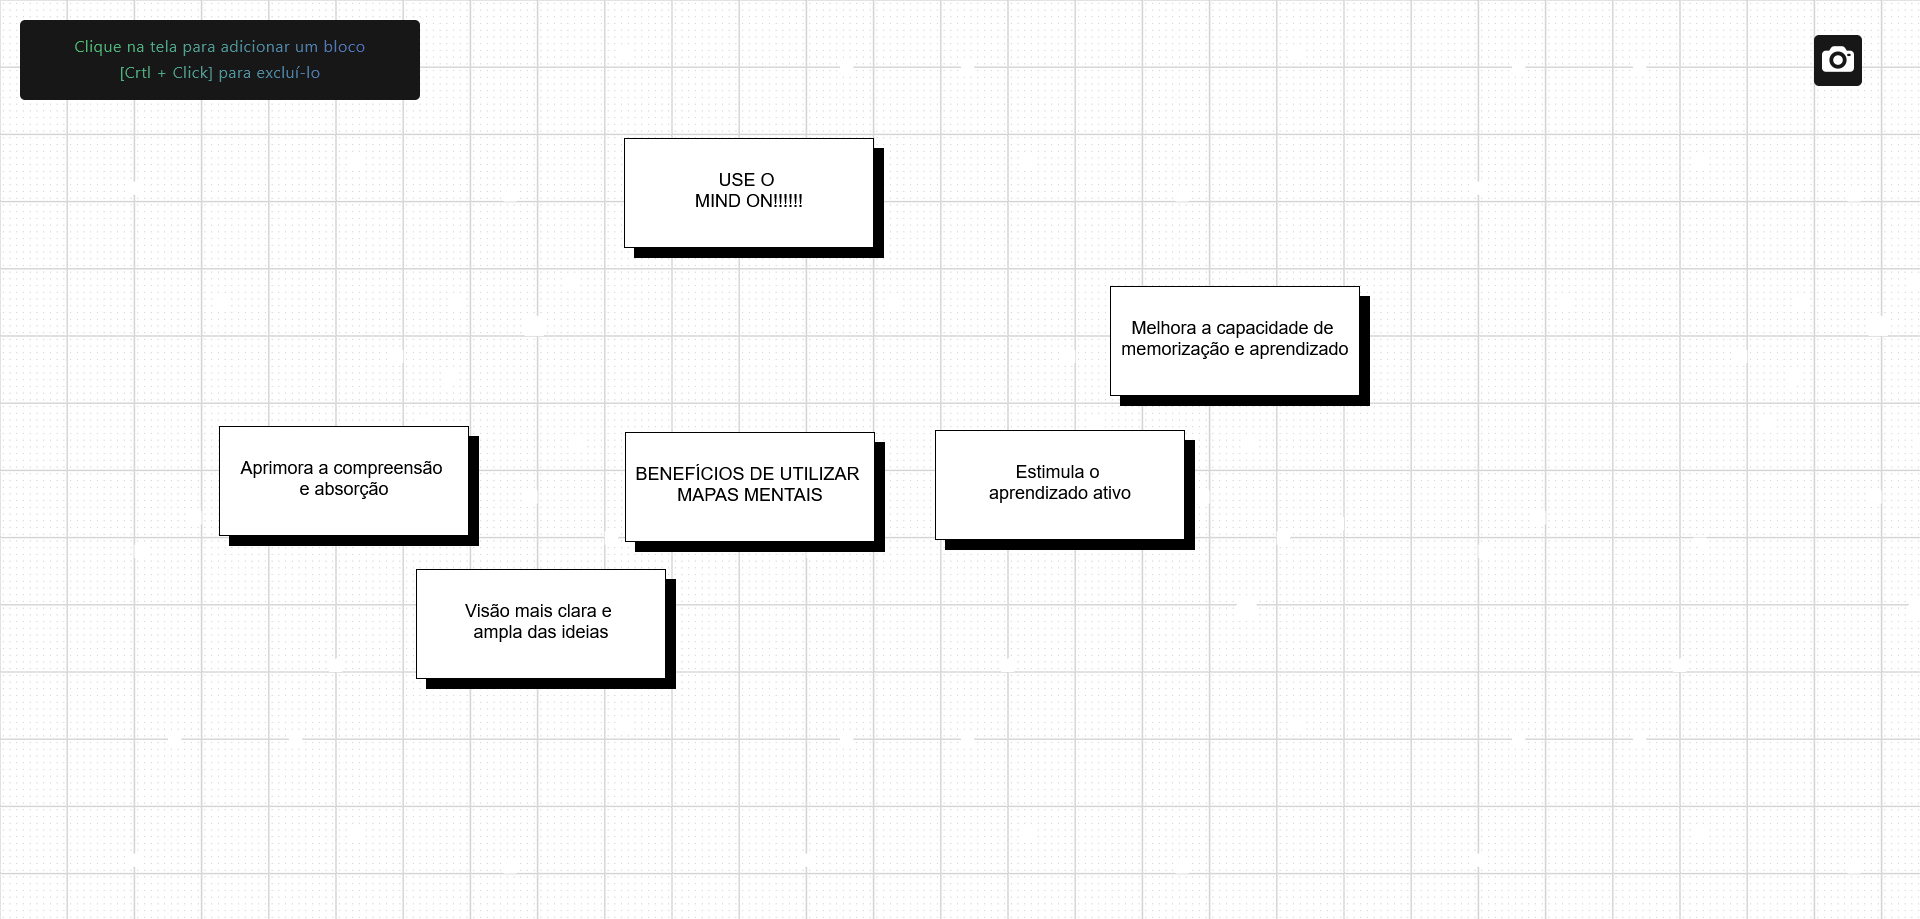 Clique na tela para adicionar um bloco
[Crtl + Click] para excluí-lo
USE O
MIND ON!!!!!!
Melhora a capacidade de
memorização e aprendizado
Aprimora a compreensão
e absorção
BENEFÍCIOS DE UTILIZAR
MAPAS MENTAIS
Estimula o
aprendizado ativo
Visão mais clara e
ampla das ideias